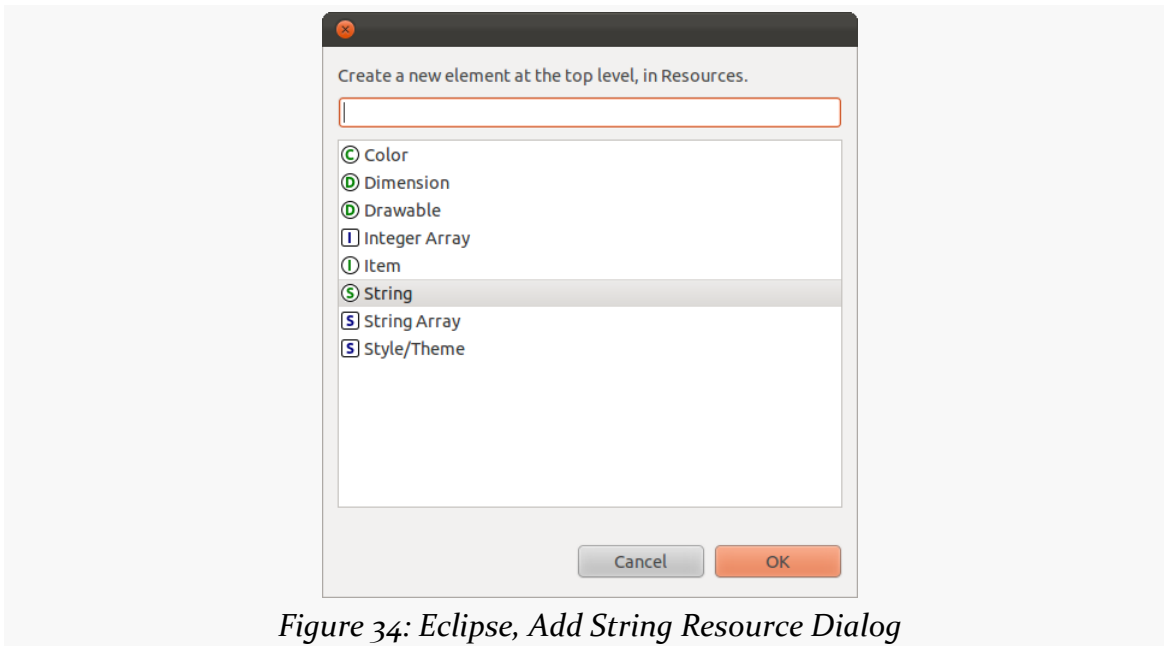 Create a new element at the top level, in Resources.
C Color
D Dimension
D Drawable
I Integer Array
I Item
S String
S String Array
S Style/Theme
Cancel OK
Figure 34: Eclipse, Add String Resource Dialog